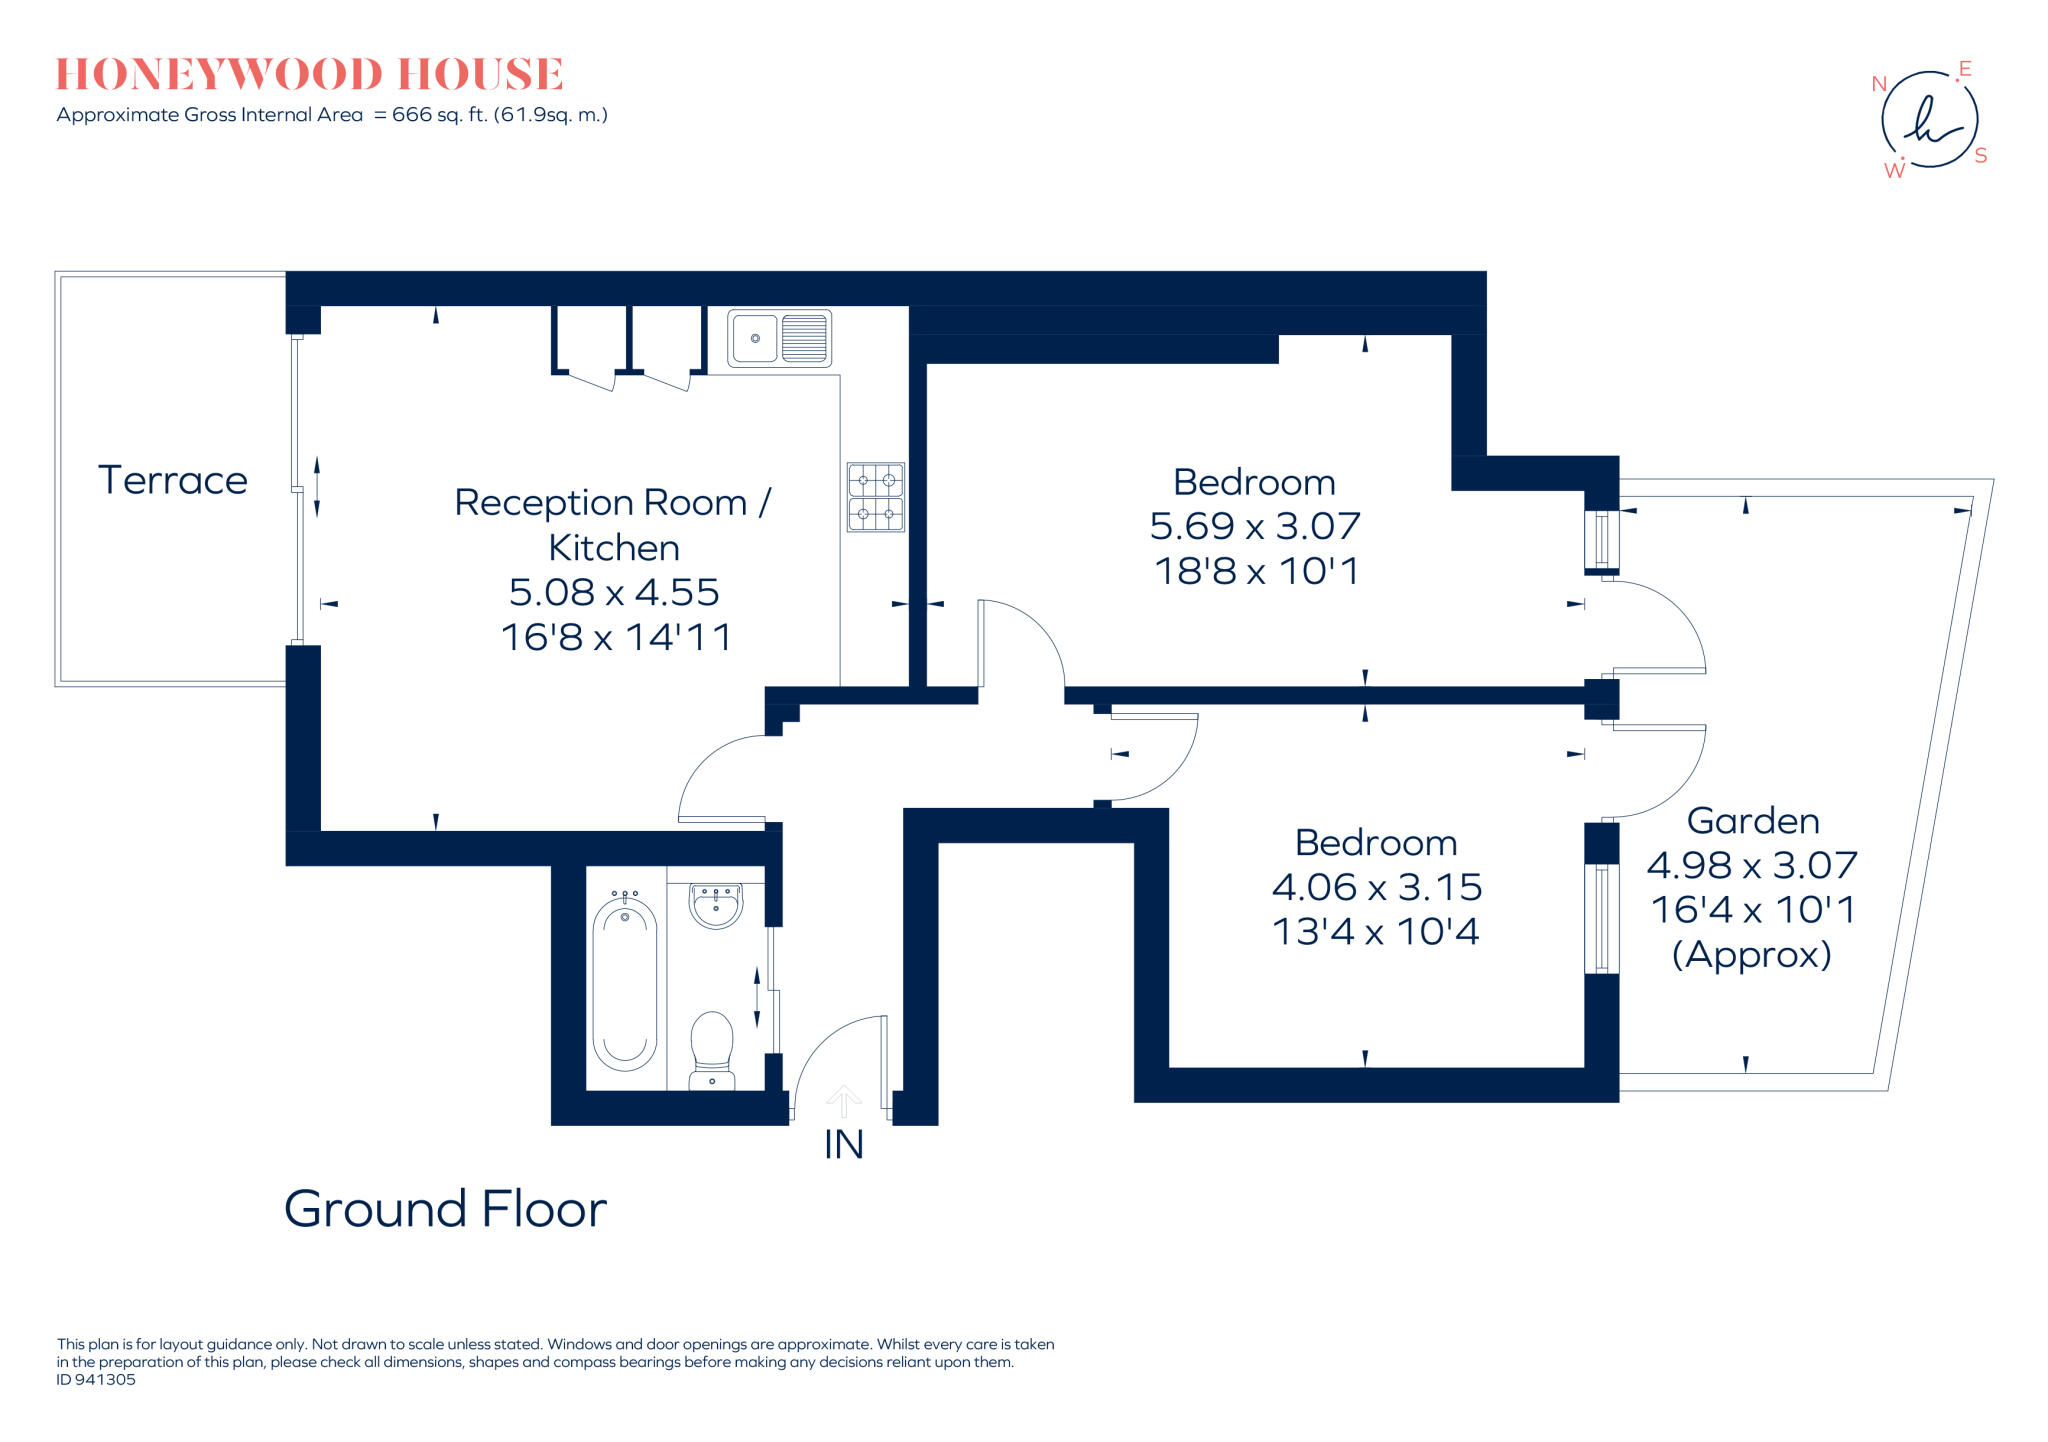 HONEYWOOD HOUSE
Approximate Gross Internal Area = 666 sq. ft. (61.9sq. m.)
N
E
S
W
Terrace
Reception Room /
Kitchen
5.08 x 4.55
16'8 x 14'11
Bedroom
5.69 x 3.07
18'8 x 10'1
Bedroom
4.06 x 3.15
13'4 x 10'4
Garden
4.98 x 3.07
16'4 x 10'1
(Approx)
IN
Ground Floor
This plan is for layout guidance only. Not drawn to scale unless stated. Windows and door openings are approximate. Whilst every care is taken
in the preparation of this plan, please check all dimensions, shapes and compass bearings before making any decisions reliant upon them.
ID 941305